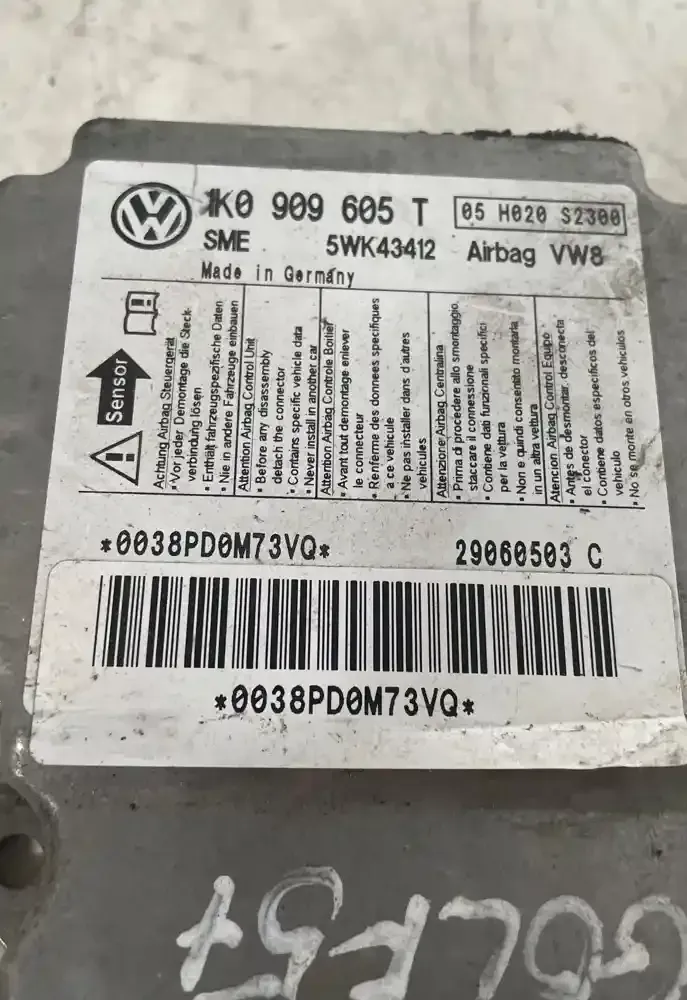 1K0 909 605 T
05 H020 S2300
SME 5WK43412 Airbag VW8
Made in Germany
Sensor
Achtung Airbag Steuergerät
• Vor jeder Demontage die Steck-
verbindung lösen
• Enthält fahrzeugspezifische Daten
• Nie in andere Fahrzeuge einbauen
Attention Airbag Control Unit
• Before any disassembly
detach the connector
• Contains specific vehicle data
• Never install in another car
Attention Airbag Controle Boitier
• Avant tout demontage enlever
le connecteur
• Renferme des donnees specifiques
a ce vehicule
• Ne pas installer dans d'autres
vehicules
Attenzione Airbag Centralina
• Prima di procedere allo smontaggio,
staccare il connessione
• Contiene dati funzionali specifici
per la vettura
• Non e quindi consentito montarla
in un altra vettura
Atencion Airbag Control Equipo
• Antes de desmontar, desconecta
el conector
• Contiene datos especificos del
vehiculo
• No se monte en otros vehiculos
*0038PD0M73VQ* 29060503 C
*0038PD0M73VQ*
GOLF 5+